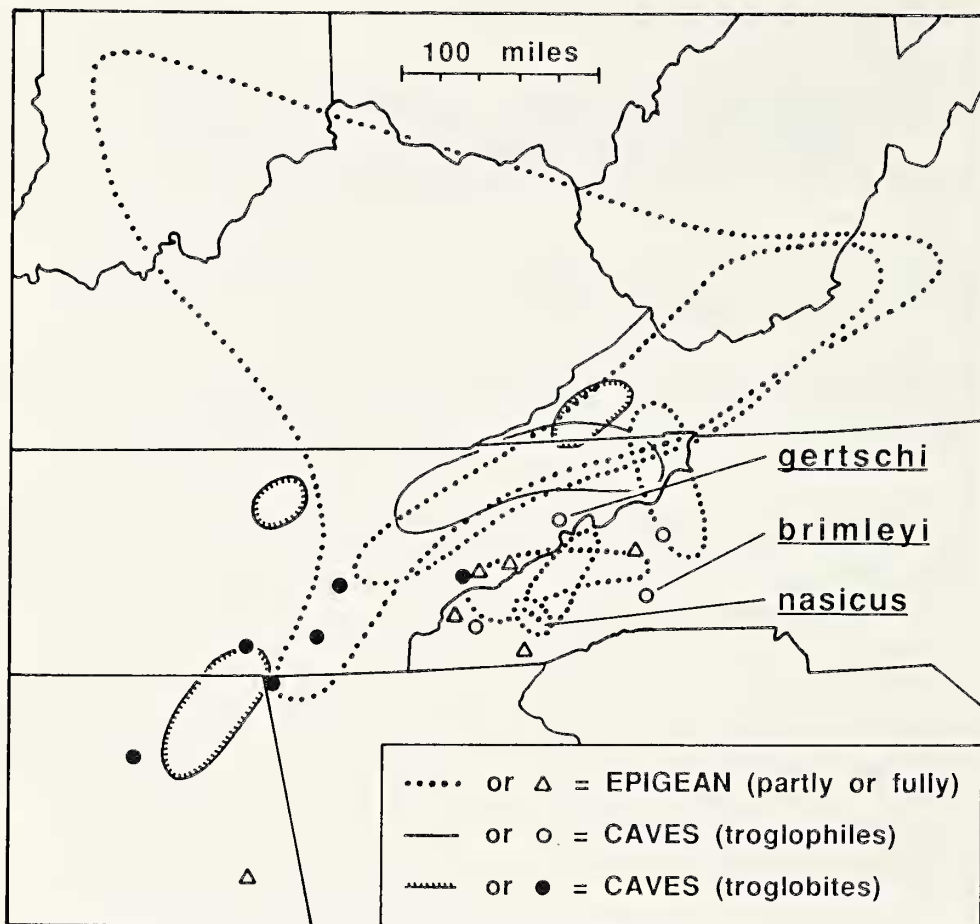 100 miles
gertschi
brimleyi
nasicus
...... or △ = EPIGEAN (partly or fully)
—— or ○ = CAVES (troglophiles)
or ● = CAVES (troglobites)